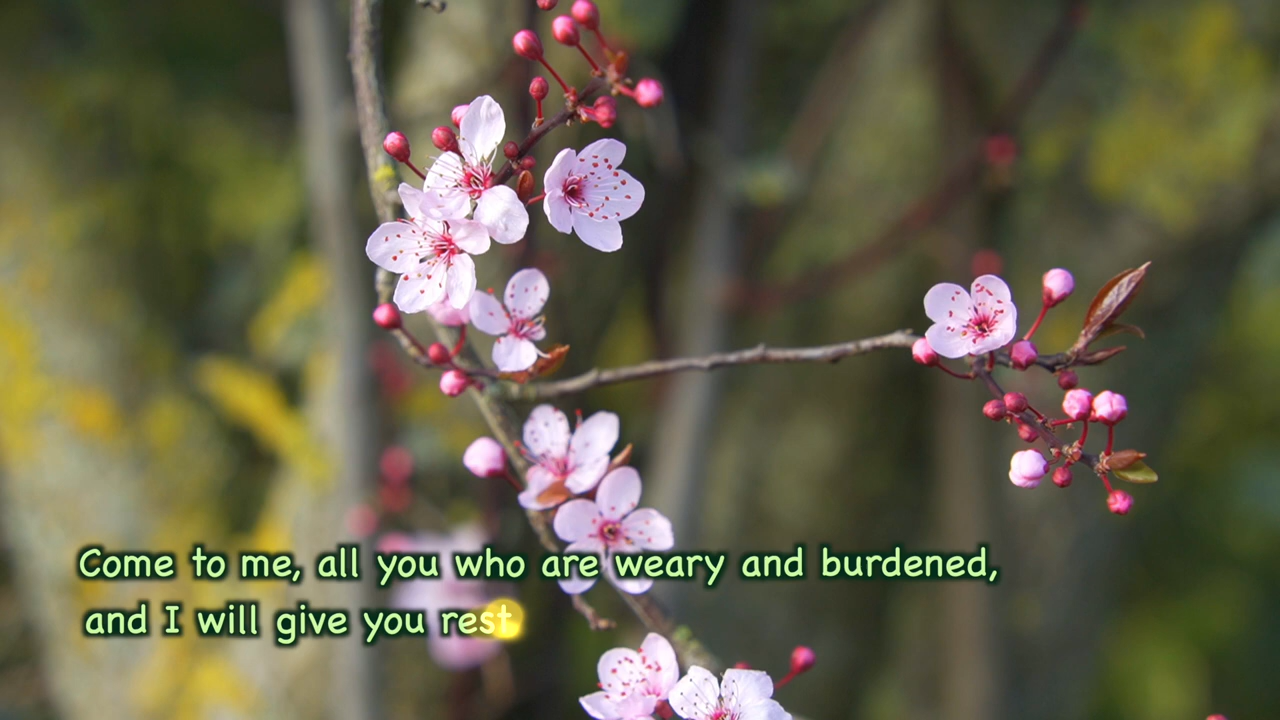 Come to me, all you who are weary and burdened,
and I will give you rest.